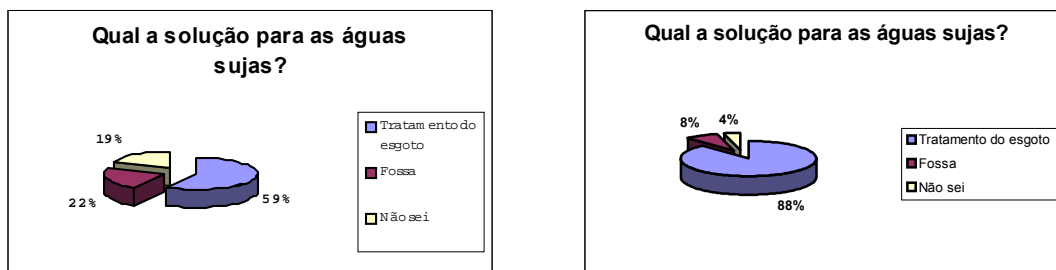 Qual a solução para as águas
sujas?
19%
22%
59%
Tratamento do
esgoto
Fossa
Não sei
Qual a solução para as águas sujas?
8%
4%
88%
Tratamento do esgoto
Fossa
Não sei